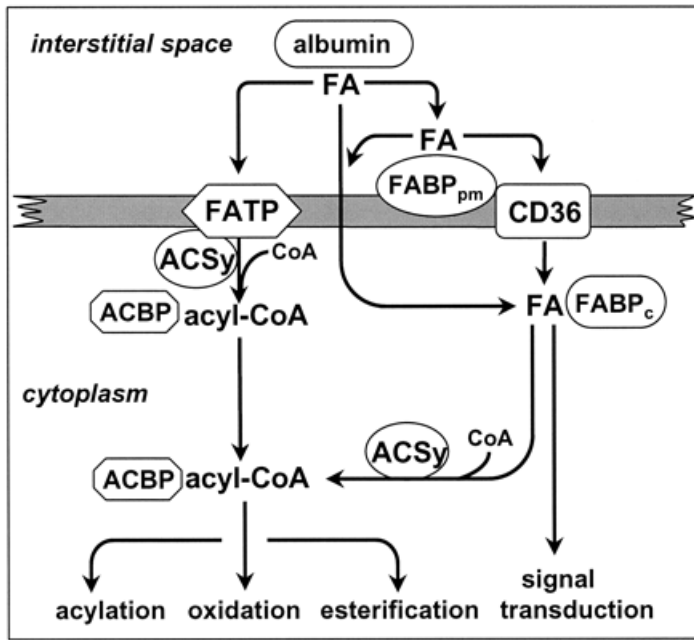 interstitial space
albumin
FA
FA
FABPpm
FATP
CD36
ACSy
CoA
ACBP acyl-CoA
FA FABPc
cytoplasm
ACSy
CoA
ACBP acyl-CoA
acylation oxidation esterification
signal
transduction